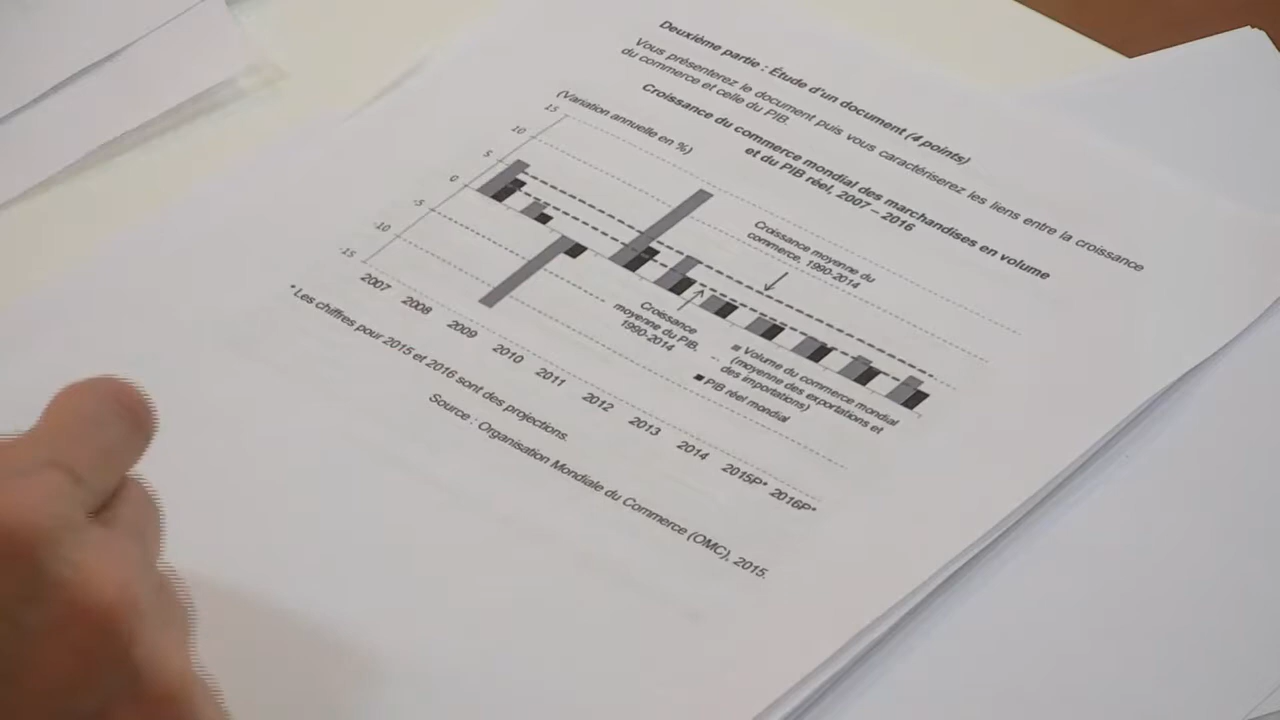 Deuxième partie : Étude d'un document (4 points)
Vous présenterez le document puis vous caractériserez les liens entre la croissance
du commerce et celle du PIB.
Croissance du commerce mondial des marchandises en volume
et du PIB réel, 2007 – 2016
(Variation annuelle en %)
15
10
5
0
-5
-10
-15
Croissance moyenne du
commerce, 1990-2014
Croissance
moyenne du PIB,
1990-2014
Volume du commerce mondial
(moyenne des exportations et
des importations)
PIB réel mondial
2007 2008 2009 2010 2011 2012 2013 2014 2015P* 2016P*
* Les chiffres pour 2015 et 2016 sont des projections.
Source : Organisation Mondiale du Commerce (OMC), 2015.